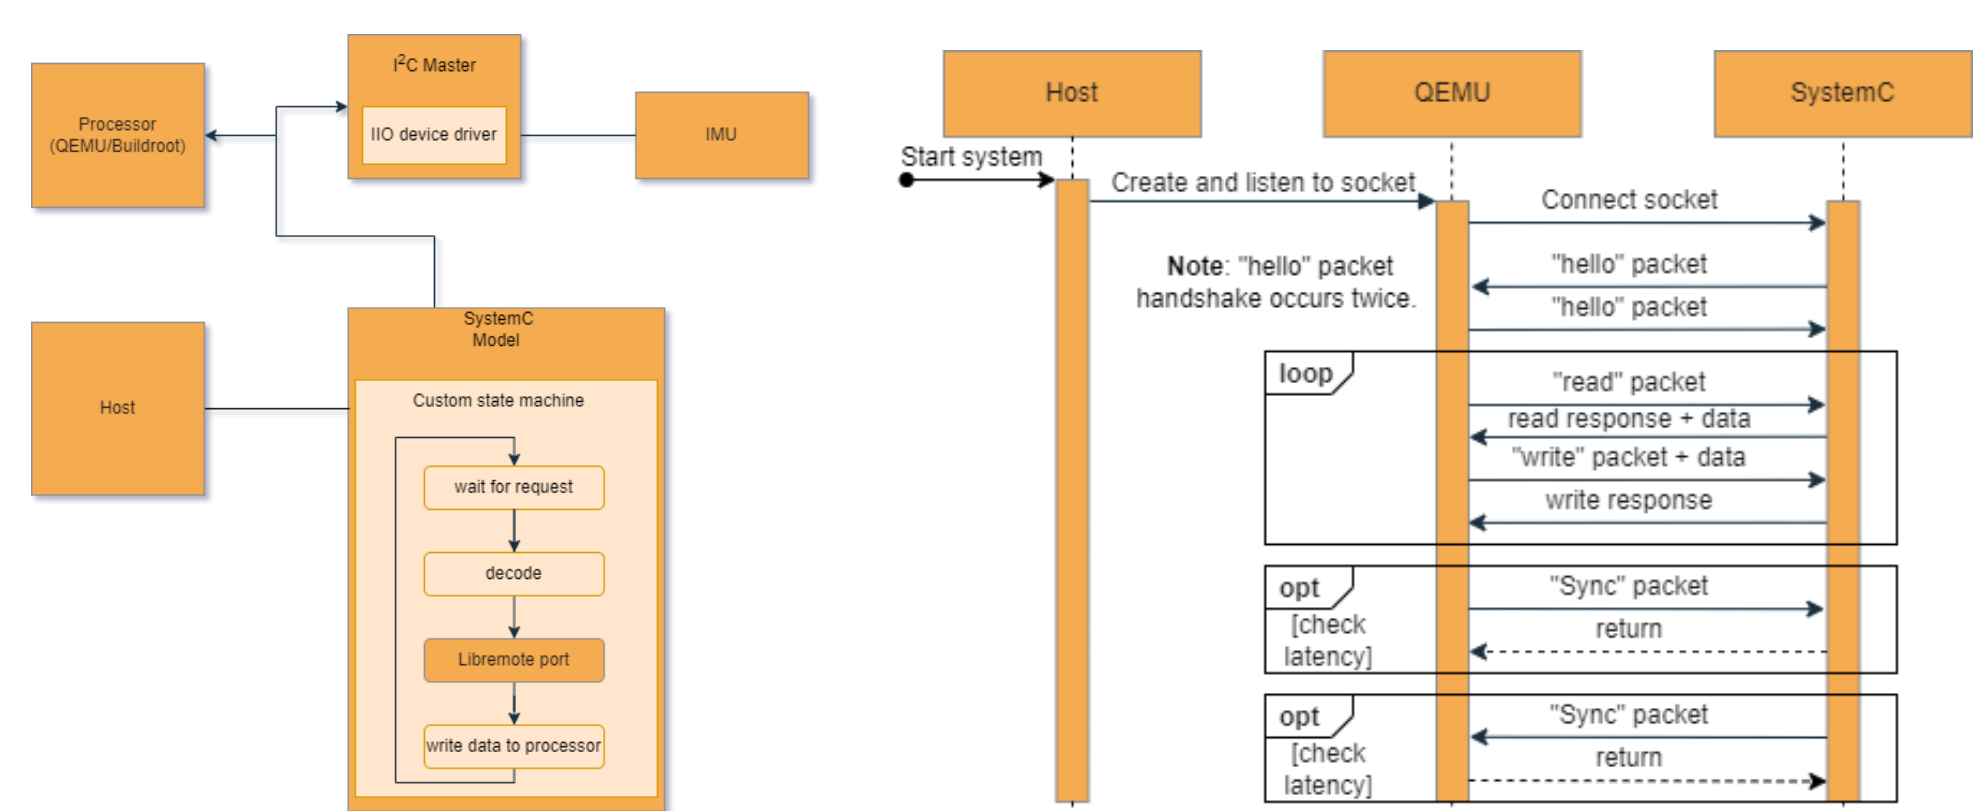 I²C Master
Processor
(QEMU/Buildroot)
IIO device driver
IMU
SystemC
Model
Host
Custom state machine
wait for request
decode
Libremote port
write data to processor
Host
QEMU
SystemC
Start system
Create and listen to socket
Connect socket
Note: "hello" packet
handshake occurs twice.
"hello" packet
"hello" packet
loop
"read" packet
read response + data
"write" packet + data
write response
opt
[check
latency]
"Sync" packet
return
opt
[check
latency]
"Sync" packet
return